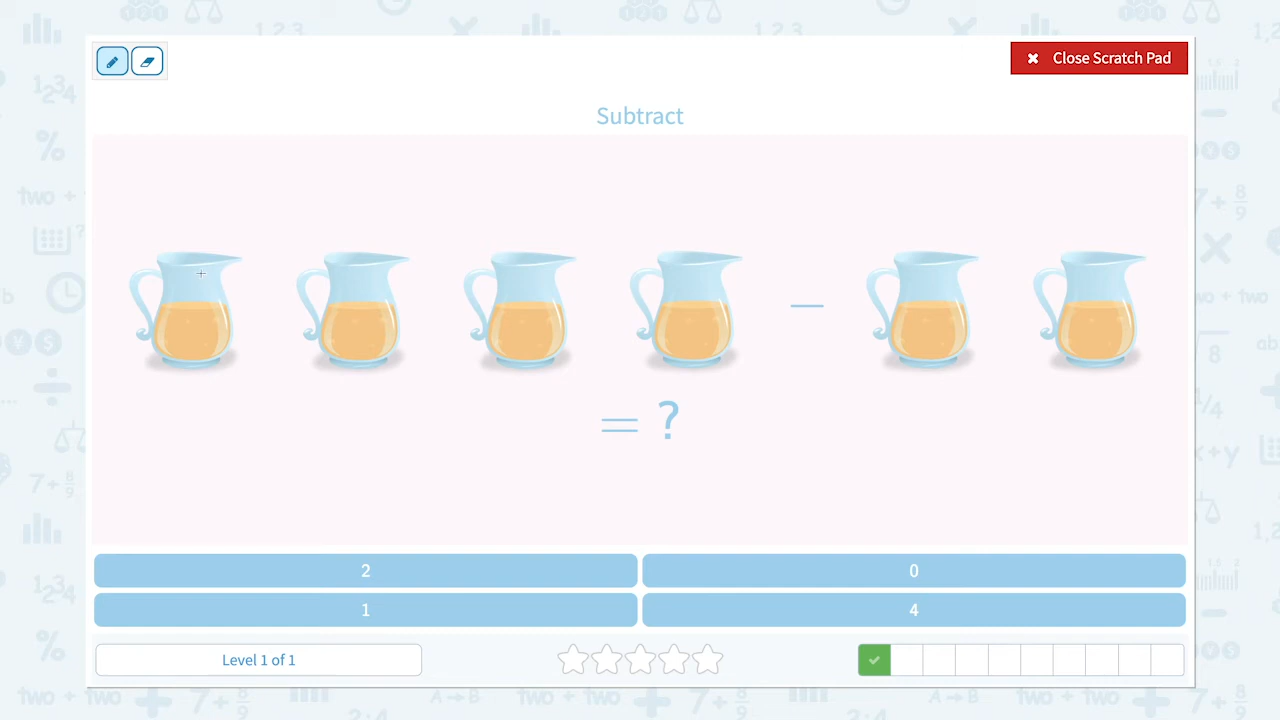 Close Scratch Pad
Subtract
−
= ?
2
0
1
4
Level 1 of 1